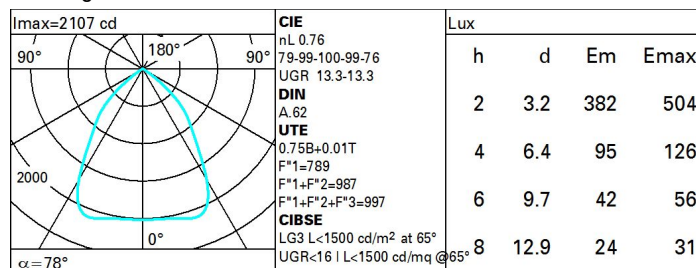 Imax=2107 cd
90° 180° 90°
2000
0°
α=78°
CIE
nL 0.76
79-99-100-99-76
UGR 13.3-13.3
DIN
A.62
UTE
0.75B+0.01T
F"1=789
F"1+F"2=987
F"1+F"2+F"3=997
CIBSE
LG3 L<1500 cd/m² at 65°
UGR<16 | L<1500 cd/mq @65°
Lux
h d Em Emax
2 3.2 382 504
4 6.4 95 126
6 9.7 42 56
8 12.9 24 31